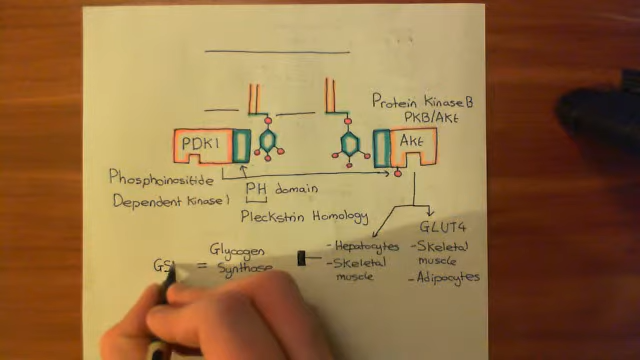 Protein Kinase B
PKB/Akt
PDK1
Akt
Phosphoinositide
Dependent Kinase 1
PH domain
Pleckstrin Homology
GLUT4
- Hepatocytes
- Skeletal
muscle
- Skeletal
muscle
- Adipocytes
Glycogen
Synthase
GS
=